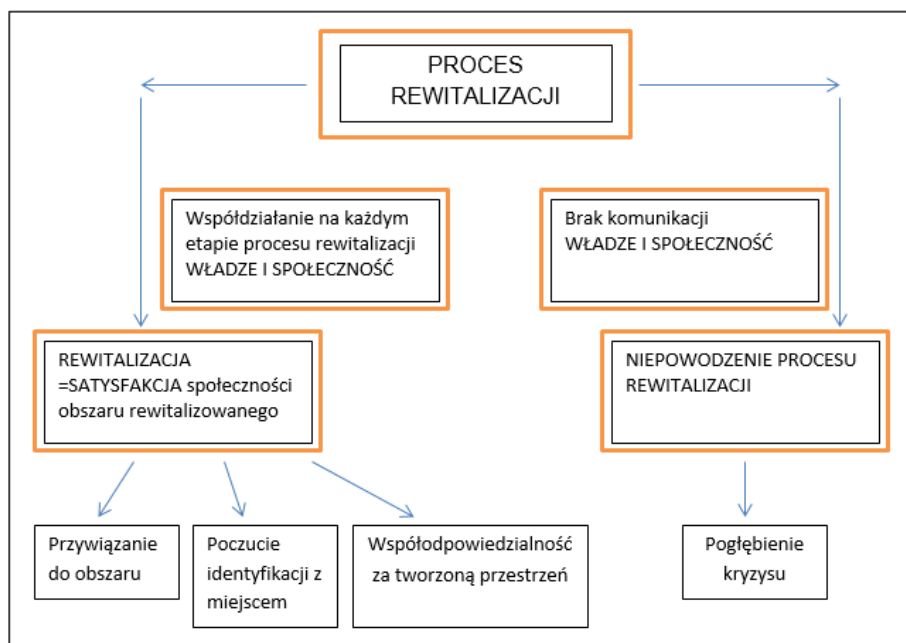 PROCES
REWITALIZACJI
Współdziałanie na każdym
etapie procesu rewitalizacji
WŁADZE I SPOŁECZNOŚĆ
Brak komunikacji
WŁADZE I SPOŁECZNOŚĆ
REWITALIZACJA
=SATYSFAKCJA społeczności
obszaru rewitalizowanego
NIEPOWODZENIE PROCESU
REWITALIZACJI
Przywiązanie
do obszaru
Poczucie
identyfikacji z
miejscem
Współodpowiedzialność
za tworzoną przestrzeń
Pogłębienie
kryzysu